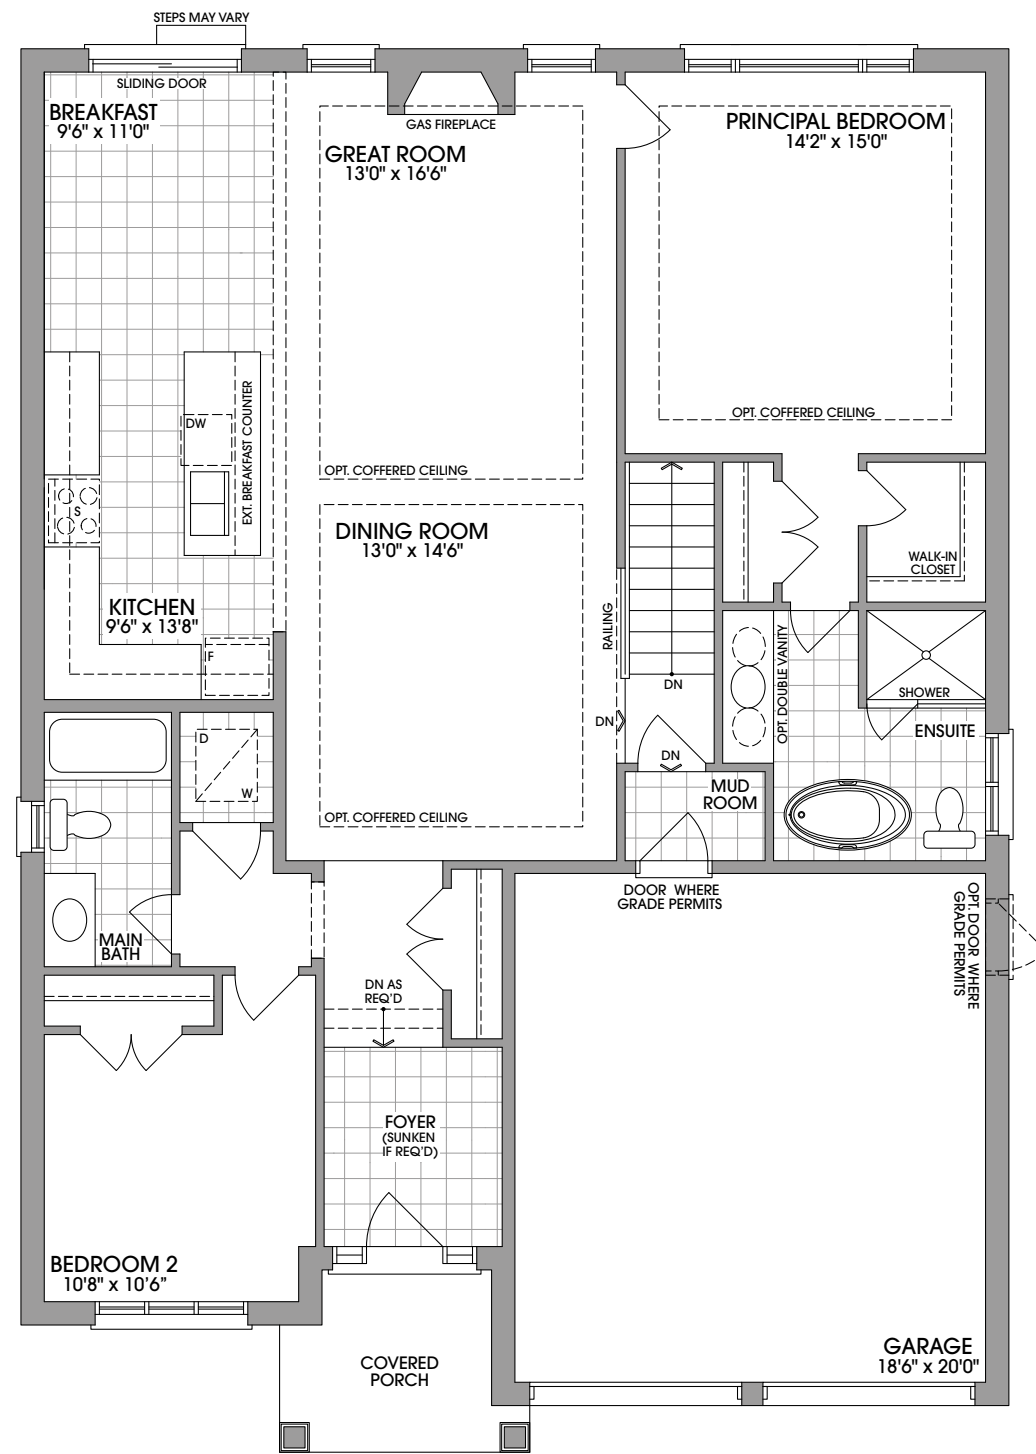 STEPS MAY VARY
SLIDING DOOR
BREAKFAST
9'6" x 11'0"
GAS FIREPLACE
GREAT ROOM
13'0" x 16'6"
PRINCIPAL BEDROOM
14'2" x 15'0"
OPT. COFFERED CEILING
DW
EXT. BREAKFAST COUNTER
OPT. COFFERED CEILING
S
DINING ROOM
13'0" x 14'6"
WALK-IN
CLOSET
KITCHEN
9'6" x 13'8"
F
RAILING
DN
DN
OPT. DOUBLE VANITY
SHOWER
ENSUITE
D
W
DN
MUD
ROOM
OPT. COFFERED CEILING
DOOR WHERE
GRADE PERMITS
OPT. DOOR WHERE
GRADE PERMITS
MAIN
BATH
DN AS
REQ'D
FOYER
(SUNKEN
IF REQ'D)
BEDROOM 2
10'8" x 10'6"
COVERED
PORCH
GARAGE
18'6" x 20'0"